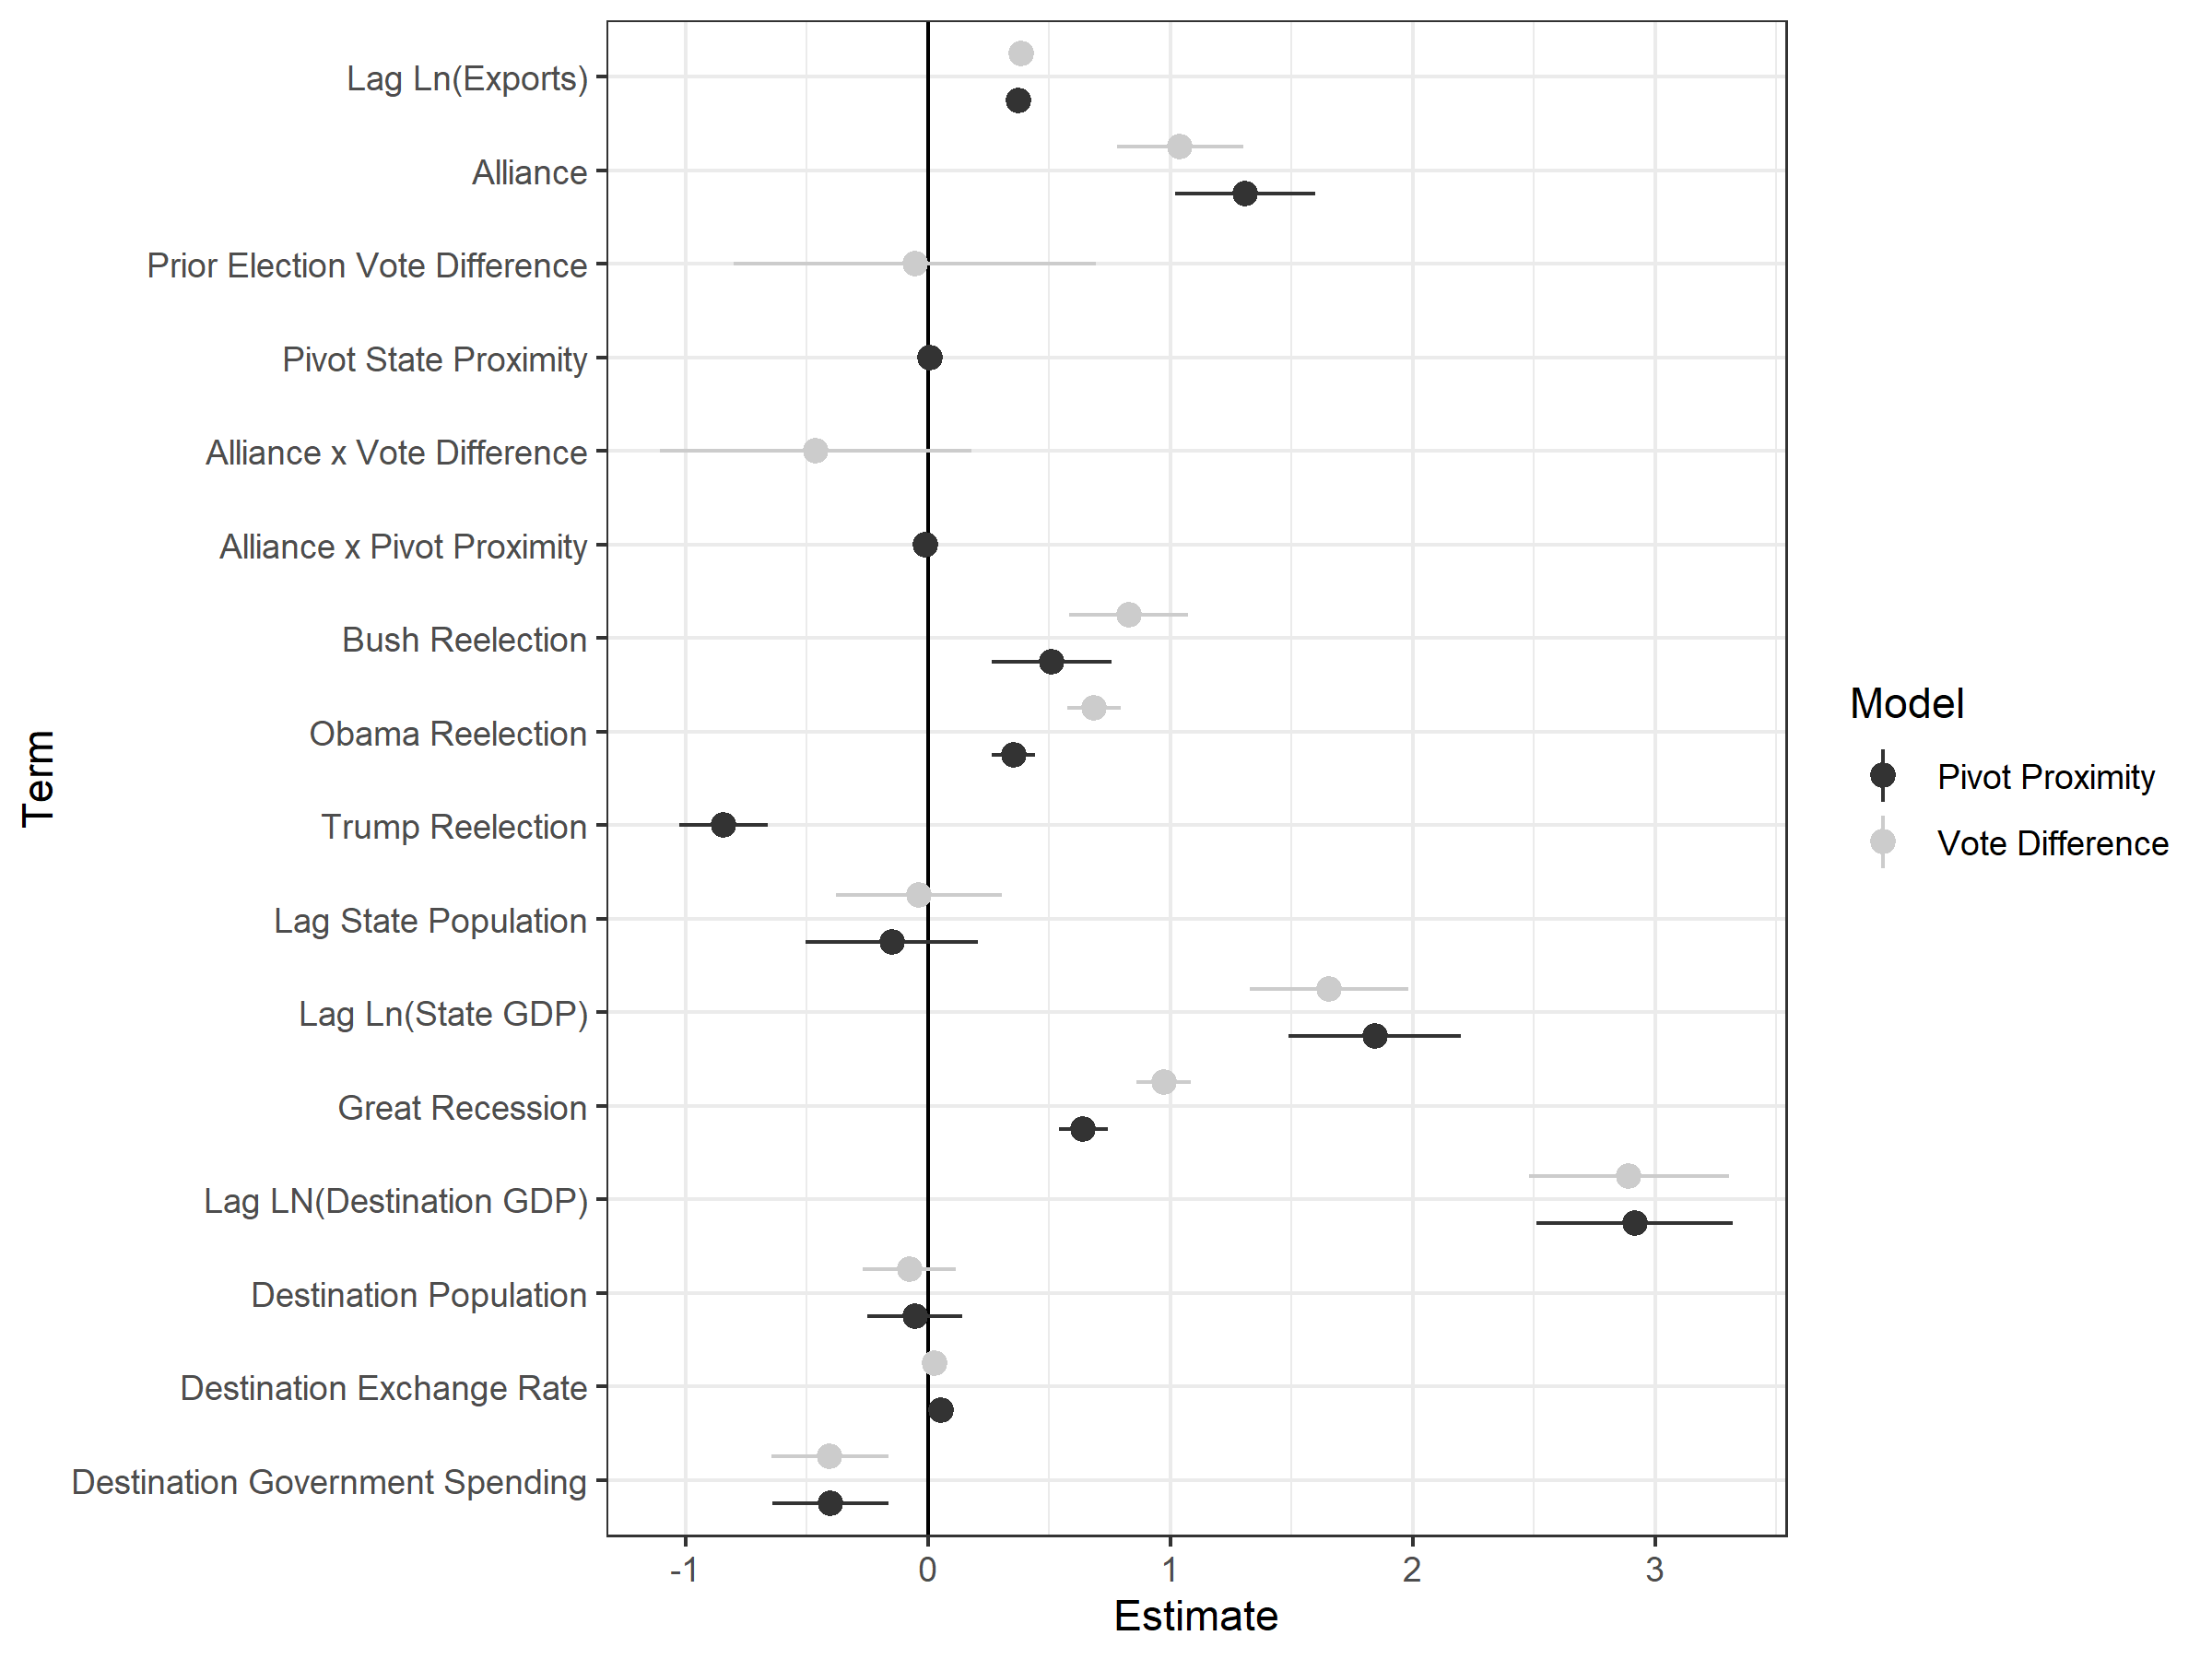 Lag Ln(Exports)
Alliance
Prior Election Vote Difference
Pivot State Proximity
Alliance x Vote Difference
Alliance x Pivot Proximity
Bush Reelection
Obama Reelection
Trump Reelection
Lag State Population
Lag Ln(State GDP)
Great Recession
Lag LN(Destination GDP)
Destination Population
Destination Exchange Rate
Destination Government Spending
Term
-1 0 1 2 3
Estimate
Model
Pivot Proximity
Vote Difference